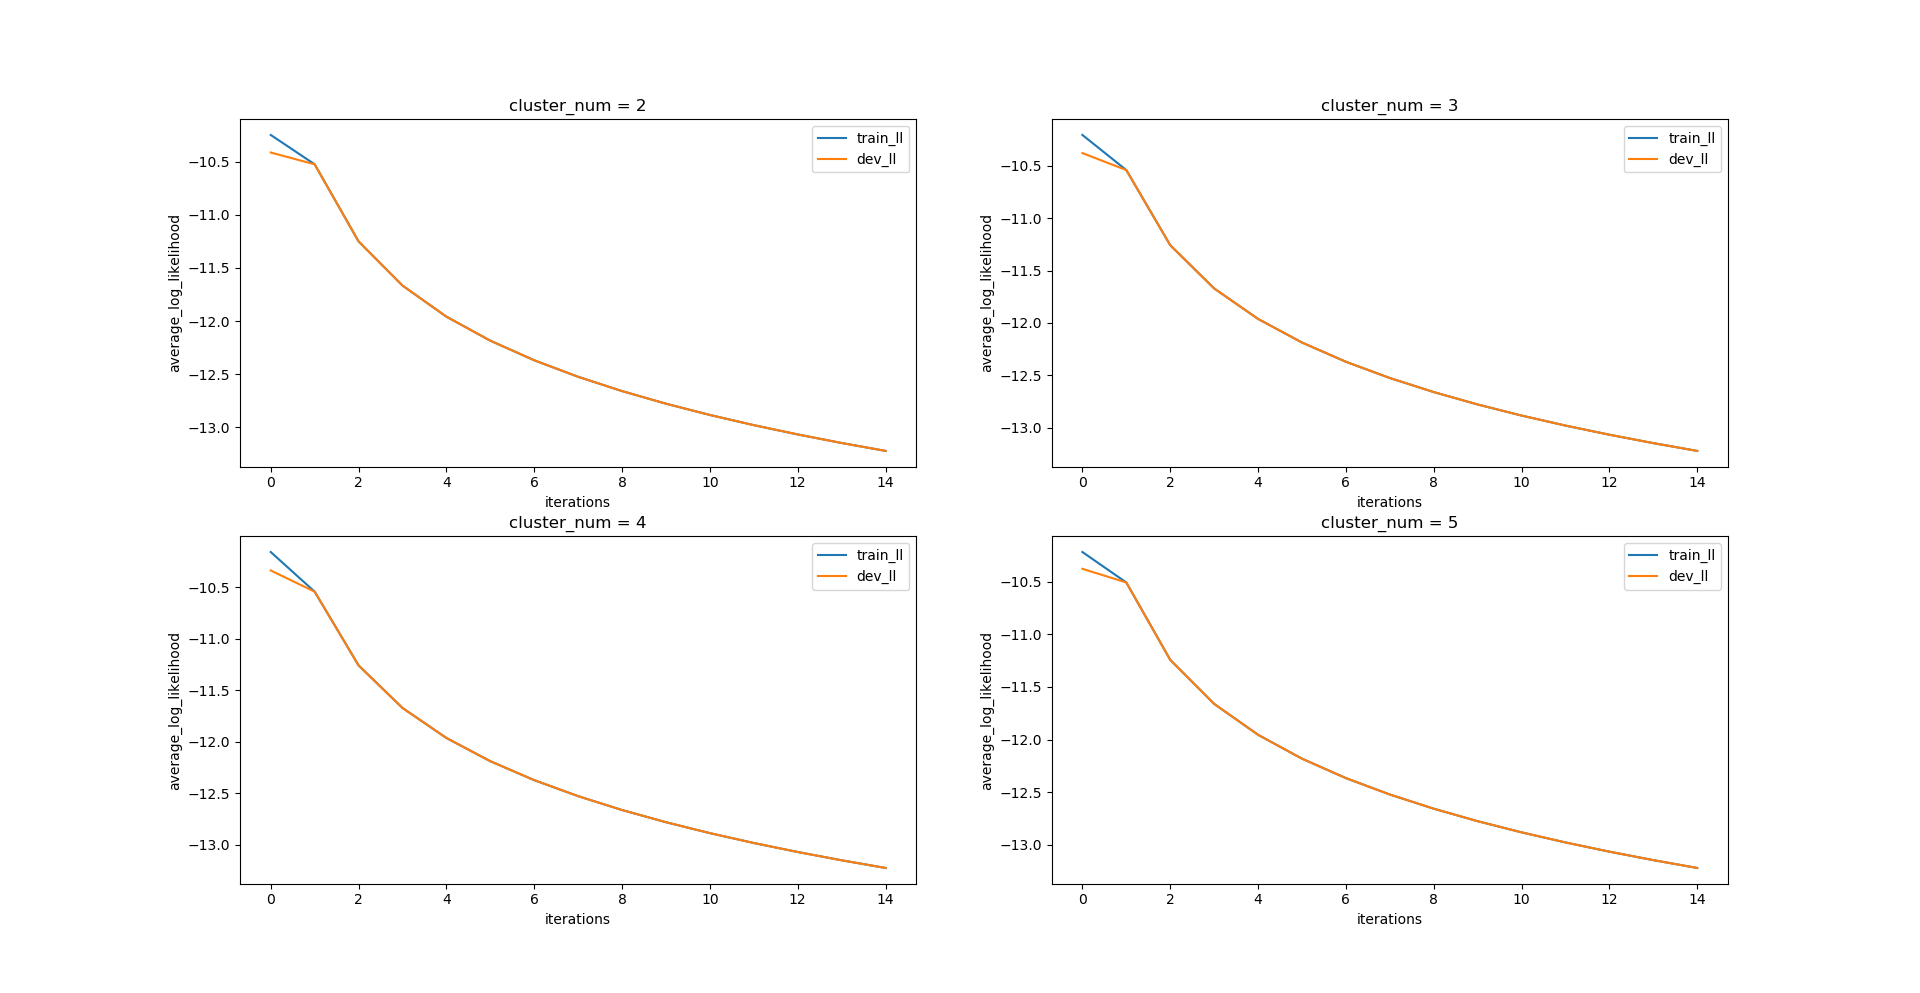 cluster_num = 2
train_ll
dev_ll
average_log_likelihood
−10.5
−11.0
−11.5
−12.0
−12.5
−13.0
0 2 4 6 8 10 12 14
iterations
cluster_num = 3
train_ll
dev_ll
average_log_likelihood
−10.5
−11.0
−11.5
−12.0
−12.5
−13.0
0 2 4 6 8 10 12 14
iterations
cluster_num = 4
train_ll
dev_ll
average_log_likelihood
−10.5
−11.0
−11.5
−12.0
−12.5
−13.0
0 2 4 6 8 10 12 14
iterations
cluster_num = 5
train_ll
dev_ll
average_log_likelihood
−10.5
−11.0
−11.5
−12.0
−12.5
−13.0
0 2 4 6 8 10 12 14
iterations